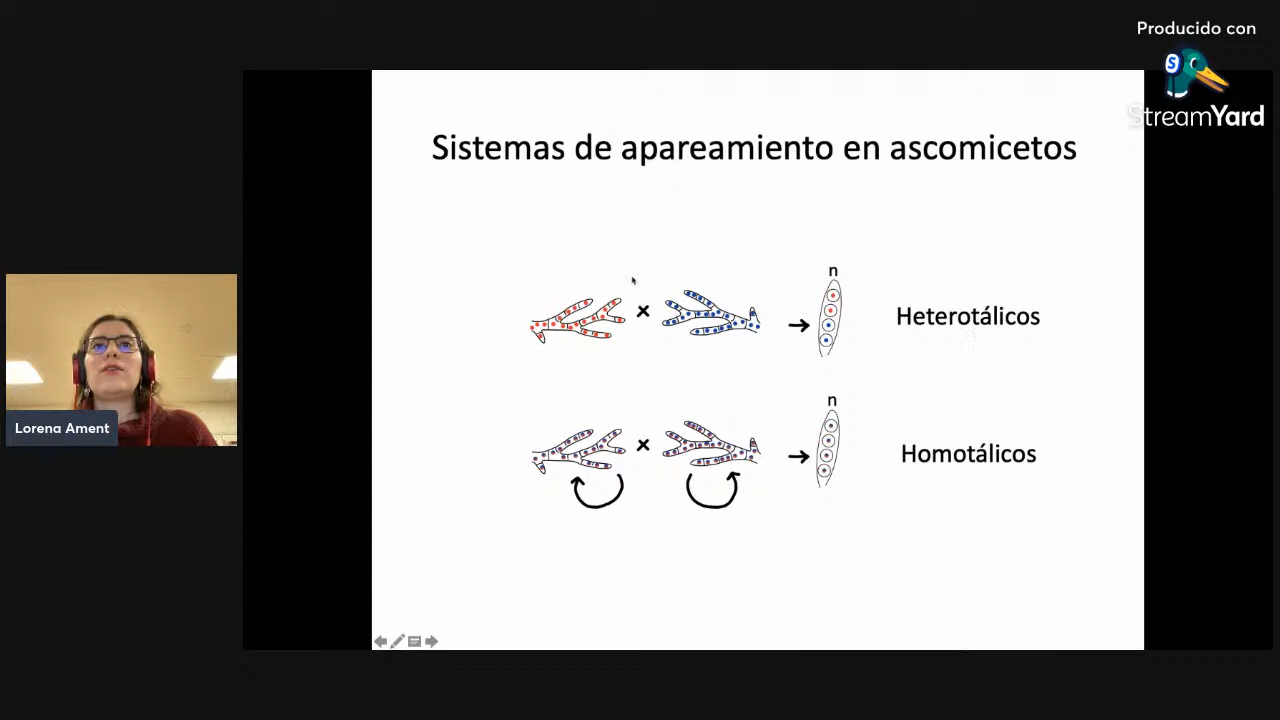 Producido con
S
StreamYard
Sistemas de apareamiento en ascomicetos
n
x
Heterotálicos
n
x
Homotálicos
Lorena Ament